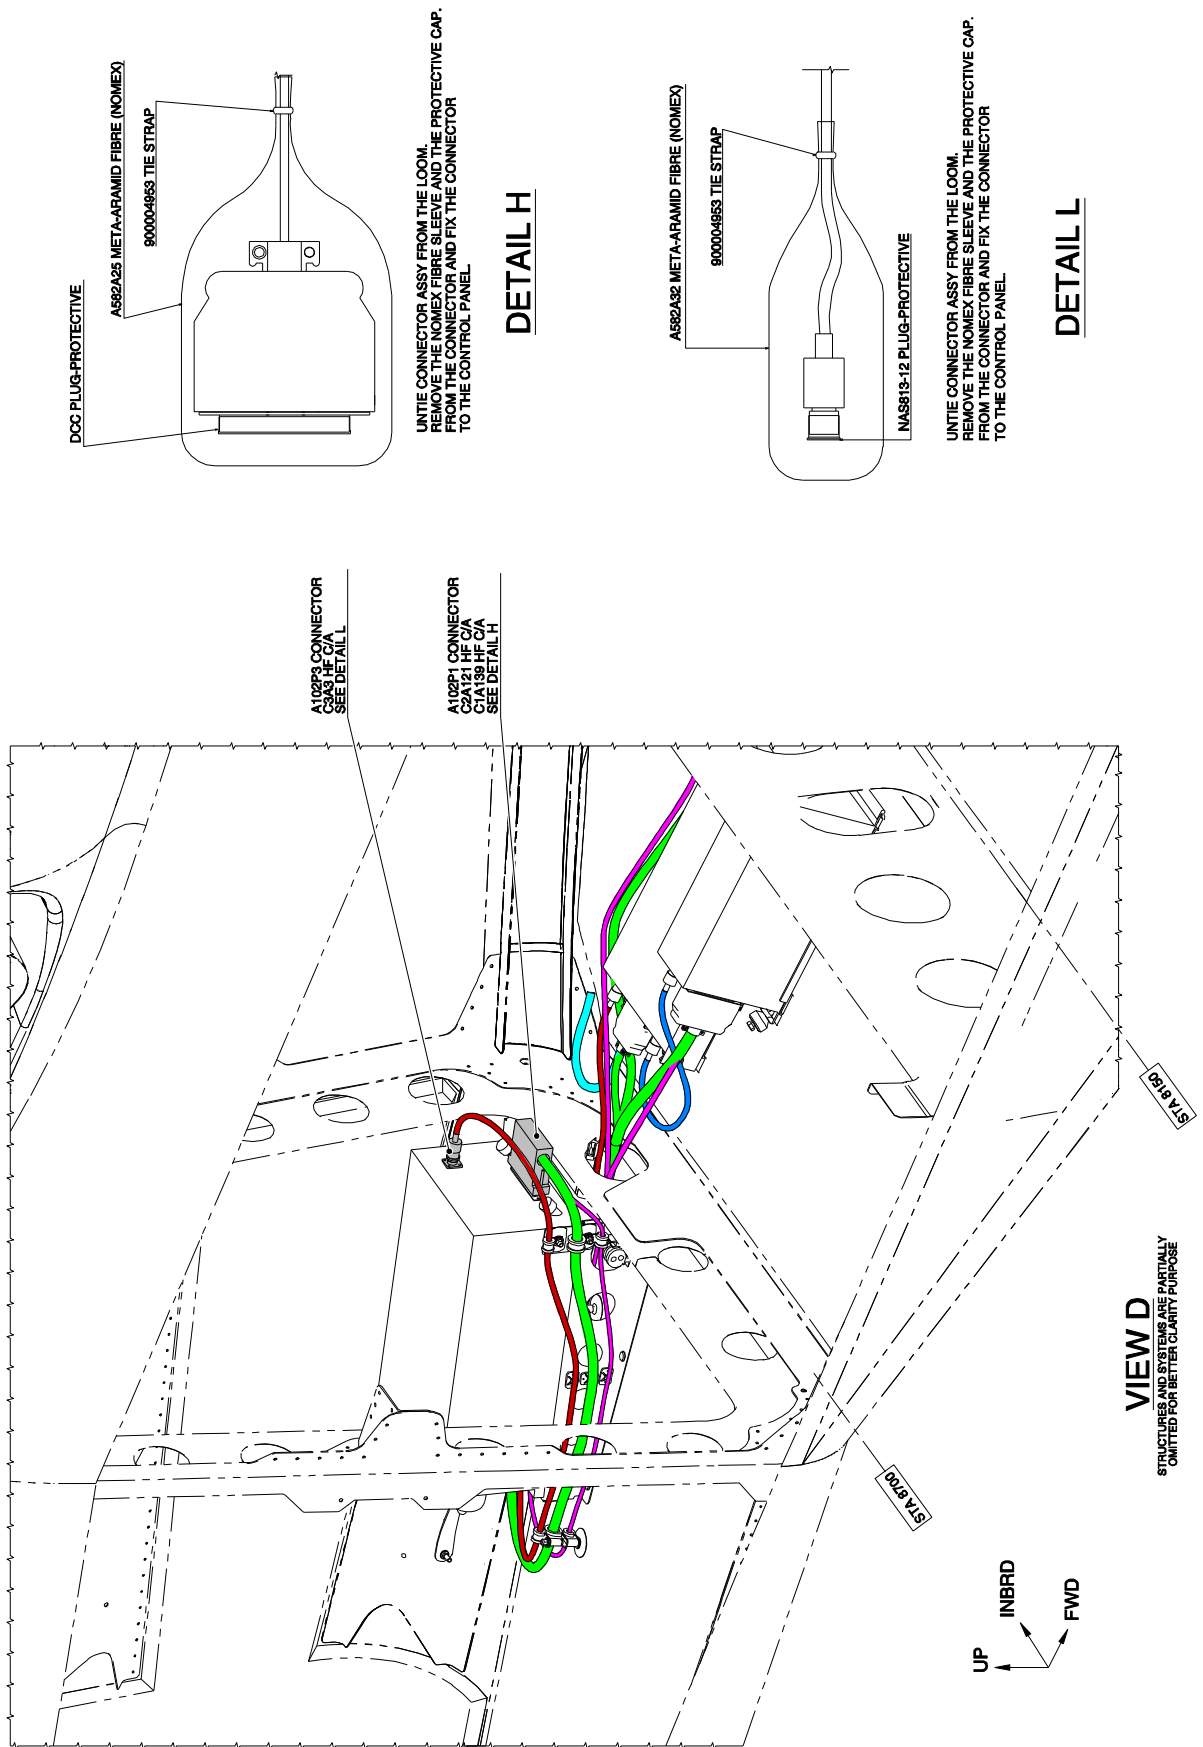 DCC PLUG-PROTECTIVE
A582A25 META-ARAMID FIBRE (NOMEX)
900004953 TIE STRAP
UNTIE CONNECTOR ASSY FROM THE LOOM.
REMOVE THE NOMEX FIBRE SLEEVE AND THE PROTECTIVE CAP.
FROM THE CONNECTOR AND FIX THE CONNECTOR
TO THE CONTROL PANEL.
DETAIL H
A582A32 META-ARAMID FIBRE (NOMEX)
900004953 TIE STRAP
NAS813-12 PLUG-PROTECTIVE
UNTIE CONNECTOR ASSY FROM THE LOOM.
REMOVE THE NOMEX FIBRE SLEEVE AND THE PROTECTIVE CAP.
FROM THE CONNECTOR AND FIX THE CONNECTOR
TO THE CONTROL PANEL.
DETAIL L
A102P3 CONNECTOR
C3A3 HF C/A
SEE DETAIL L
A102P1 CONNECTOR
C2A121 HF C/A
C1A139 HF C/A
SEE DETAIL H
STA 8150
STA 8700
VIEW D
STRUCTURES AND SYSTEMS ARE PARTIALLY
OMITTED FOR BETTER CLARITY PURPOSE
UP
INBRD
FWD